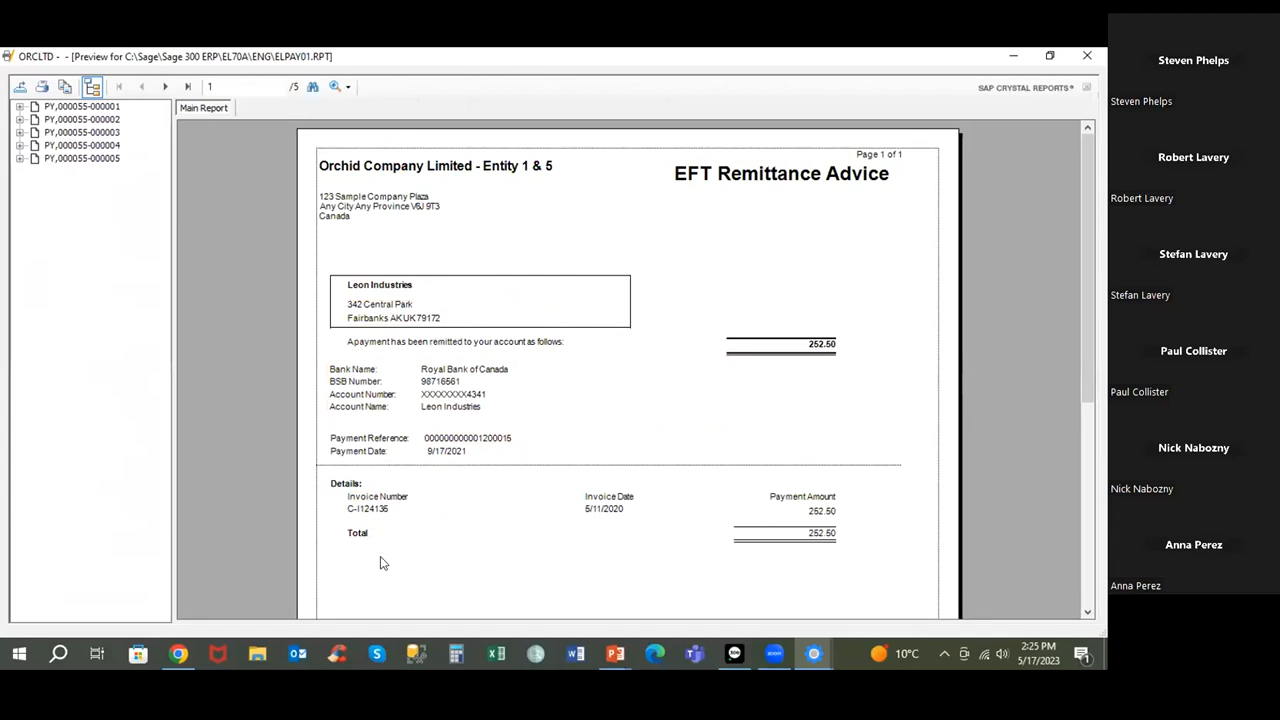 ORCLTD - - [Preview for C:\Sage\Sage 300 ERP\EL70A\ENG\ELPAY01.RPT]
1 /5
SAP CRYSTAL REPORTS®
Main Report
PY,000055-000001
PY,000055-000002
PY,000055-000003
PY,000055-000004
PY,000055-000005
Page 1 of 1
Orchid Company Limited - Entity 1 & 5
EFT Remittance Advice
123 Sample Company Plaza
Any City Any Province V6J 9T3
Canada
Leon Industries
342 Central Park
Fairbanks AK UK 79172
A payment has been remitted to your account as follows: 252.50
Bank Name: Royal Bank of Canada
BSB Number: 98716561
Account Number: XXXXXXXX4341
Account Name: Leon Industries
Payment Reference: 000000000001200015
Payment Date: 9/17/2021
Details:
Invoice Number Invoice Date Payment Amount
C-I124135 5/11/2020 252.50
Total 252.50
Steven Phelps
Steven Phelps
Robert Lavery
Robert Lavery
Stefan Lavery
Stefan Lavery
Paul Collister
Paul Collister
Nick Nabozny
Nick Nabozny
Anna Perez
Anna Perez
10°C
2:25 PM
5/17/2023